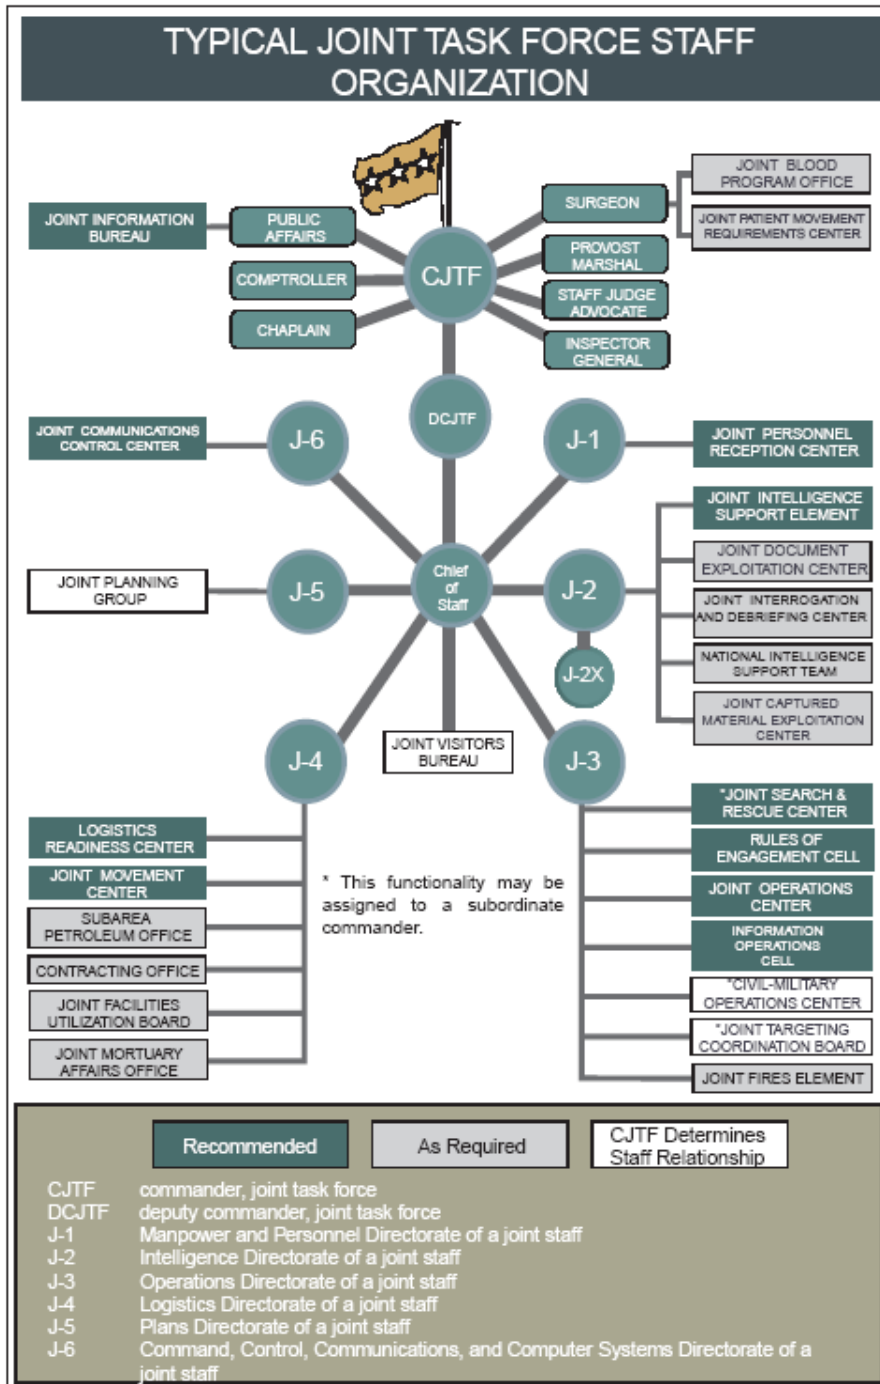 TYPICAL JOINT TASK FORCE STAFF
ORGANIZATION
JOINT BLOOD
PROGRAM OFFICE
SURGEON
JOINT INFORMATION
BUREAU
PUBLIC
AFFAIRS
JOINT PATIENT MOVEMENT
REQUIREMENTS CENTER
PROVOST
MARSHAL
CJTF
COMPTROLLER
STAFF JUDGE
ADVOCATE
CHAPLAIN
INSPECTOR
GENERAL
DCJTF
JOINT COMMUNICATIONS
CONTROL CENTER
J-6
J-1
JOINT PERSONNEL
RECEPTION CENTER
JOINT INTELLIGENCE
SUPPORT ELEMENT
JOINT DOCUMENT
EXPLOITATION CENTER
JOINT PLANNING
GROUP
J-5
Chief
of
Staff
J-2
JOINT INTERROGATION
AND DEBRIEFING CENTER
NATIONAL INTELLIGENCE
SUPPORT TEAM
J-2X
JOINT CAPTURED
MATERIAL EXPLOITATION
CENTER
J-4
JOINT VISITORS
BUREAU
J-3
*JOINT SEARCH &
RESCUE CENTER
LOGISTICS
READINESS CENTER
RULES OF
ENGAGEMENT CELL
JOINT MOVEMENT
CENTER
* This functionality may be
assigned to a subordinate
commander.
JOINT OPERATIONS
CENTER
SUBAREA
PETROLEUM OFFICE
INFORMATION
OPERATIONS
CELL
CONTRACTING OFFICE
*CIVIL-MILITARY
OPERATIONS CENTER
JOINT FACILITIES
UTILIZATION BOARD
*JOINT TARGETING
COORDINATION BOARD
JOINT MORTUARY
AFFAIRS OFFICE
JOINT FIRES ELEMENT
Recommended
As Required
CJTF Determines
Staff Relationship
CJTF commander, joint task force
DCJTF deputy commander, joint task force
J-1 Manpower and Personnel Directorate of a joint staff
J-2 Intelligence Directorate of a joint staff
J-3 Operations Directorate of a joint staff
J-4 Logistics Directorate of a joint staff
J-5 Plans Directorate of a joint staff
J-6 Command, Control, Communications, and Computer Systems Directorate of a
joint staff